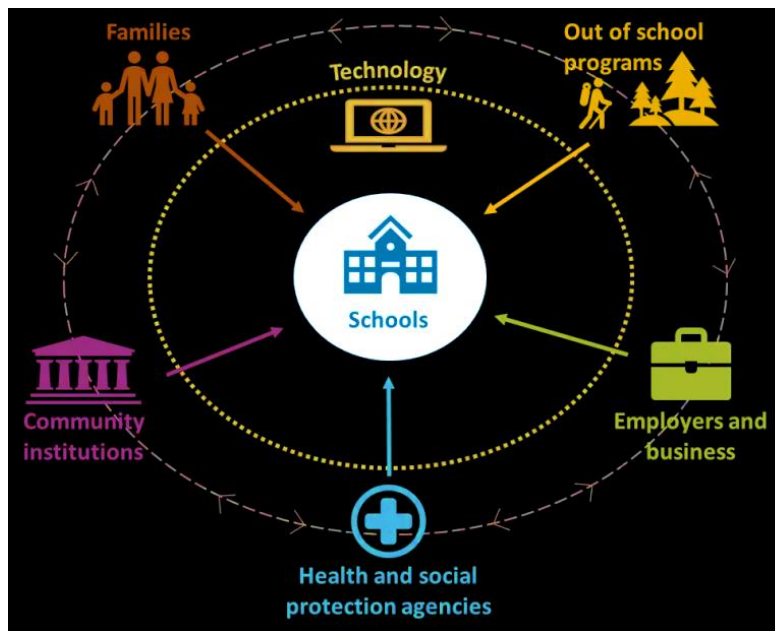 Families
Out of school
programs
Technology
Schools
Community
institutions
Employers and
business
Health and social
protection agencies